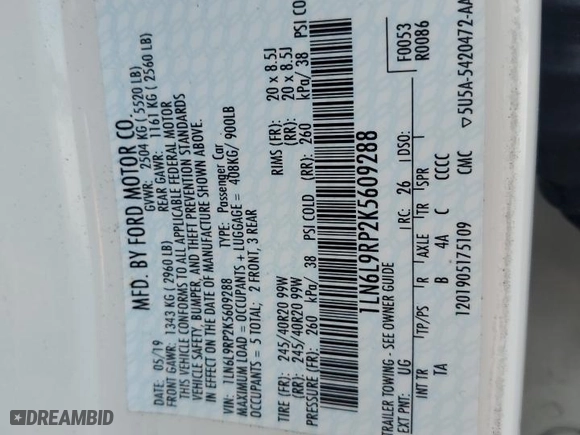 MFD. BY FORD MOTOR CO.
DATE: 05/19 GVWR: 2504 KG ( 5520 LB)
FRONT GAWR: 1343 KG ( 2960 LB) REAR GAWR: 1161 KG ( 2560 LB)
THIS VEHICLE CONFORMS TO ALL APPLICABLE FEDERAL MOTOR
VEHICLE SAFETY, BUMPER, AND THEFT PREVENTION STANDARDS
IN EFFECT ON THE DATE OF MANUFACTURE SHOWN ABOVE.
VIN: 1LN6L9RP2K5609288 TYPE: Passenger Car
MAXIMUM LOAD = OCCUPANTS + LUGGAGE = 408KG/ 900LB
OCCUPANTS = 5 TOTAL: 2 FRONT, 3 REAR
TIRE (FR): 245/40R20 99W RIMS (FR): 20 x 8.5J
(RR): 245/40R20 99W (RR): 20 x 8.5J
PRESSURE (FR): 260 kPa/ 38 PSI COLD (RR): 260 kPa/ 38 PSI CO
1LN6L9RP2K5609288
TRAILER TOWING - SEE OWNER GUIDE
F0053
R0086
EXT PNT: UG RC: 26 DSO:
INT TR TP/PS R AXLE TR SPR
TA B 4A C CCCC
12019051751​09 CMC ▽5U5A-5420472-AA
DREAMBID